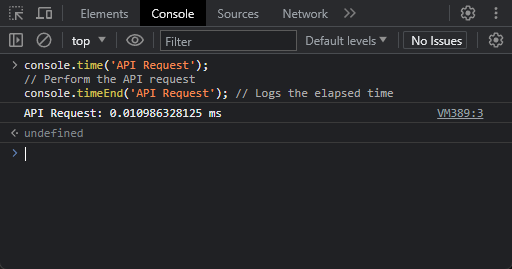 Elements Console Sources Network
top Filter Default levels No Issues
console.time('API Request');
// Perform the API request
console.timeEnd('API Request'); // Logs the elapsed time
API Request: 0.010986328125 ms VM389:3
undefined